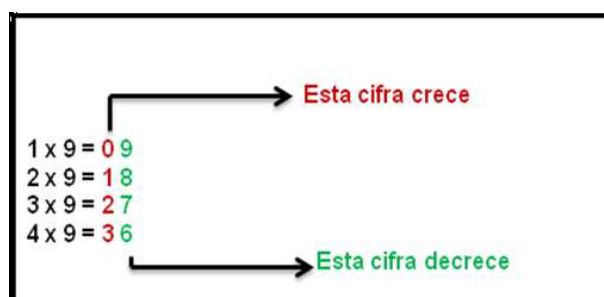 Esta cifra crece
1 x 9 = 0 9
2 x 9 = 1 8
3 x 9 = 2 7
4 x 9 = 3 6
Esta cifra decrece